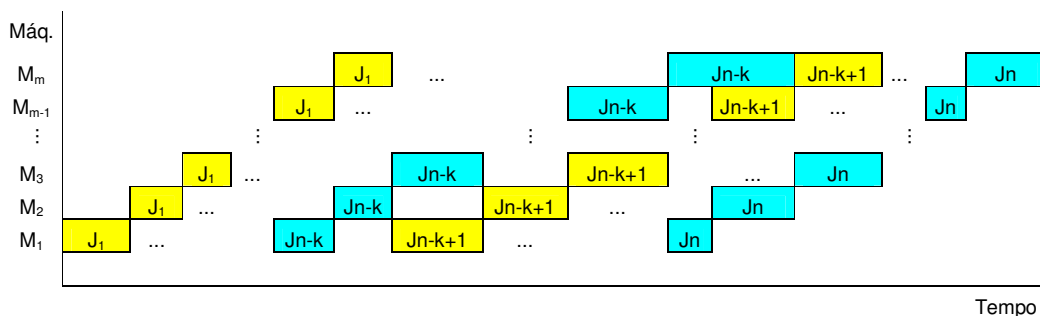 Máq.
Mm J1 ... Jn-k Jn-k+1 ... Jn
Mm-1 J1 ... Jn-k Jn-k+1 ... Jn
⋮ ⋮ ⋮ ⋮ ⋮
M3 J1 ... Jn-k Jn-k+1 ... Jn
M2 J1 ... Jn-k Jn-k+1 ... Jn
M1 J1 ... Jn-k Jn-k+1 ... Jn
Tempo